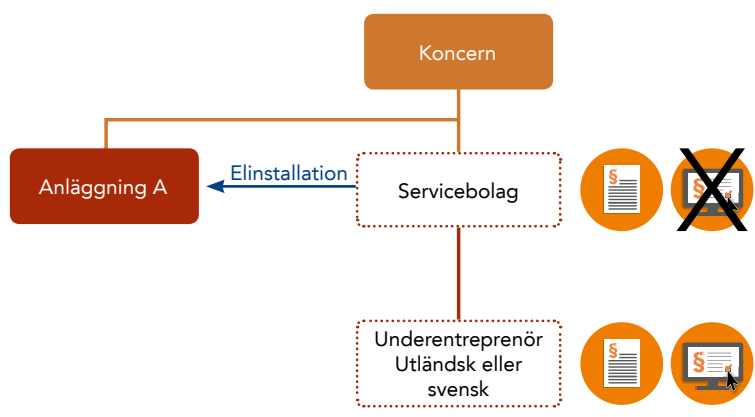 Koncern
Anläggning A
Elinstallation
Servicebolag
§
§
Underentreprenör
Utländsk eller
svensk
§
§